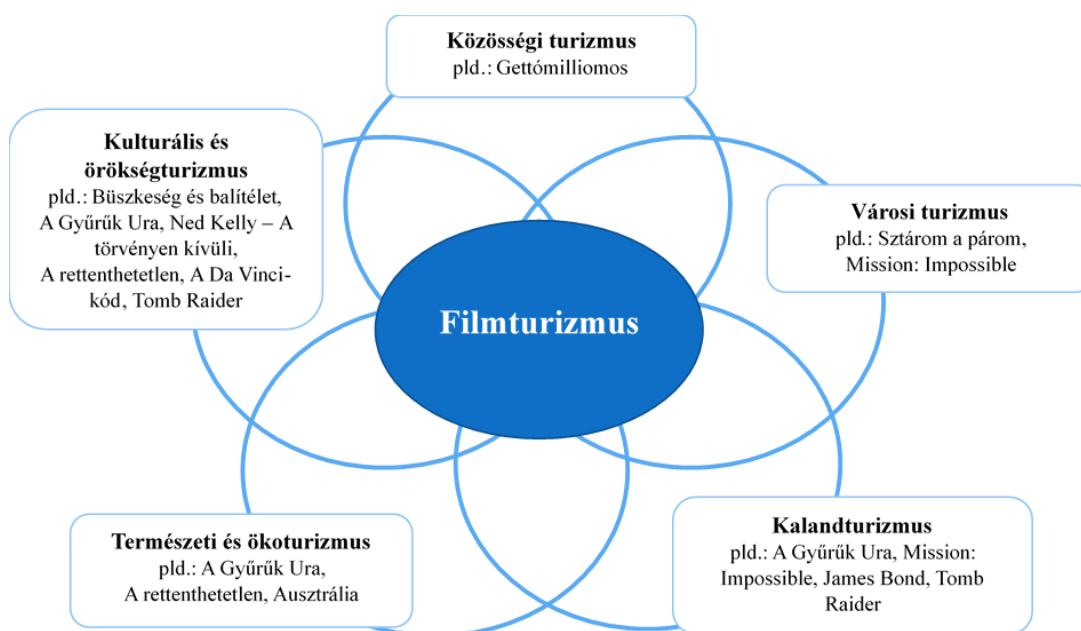 Közösségi turizmus
pld.: Gettómilliomos
Kulturális és
örökségturizmus
pld.: Büszkeség és balítélet,
A Gyűrűk Ura, Ned Kelly – A
törvényen kívüli,
A rettenthetetlen, A Da Vinci-
kód, Tomb Raider
Városi turizmus
pld.: Sztárom a párom,
Mission: Impossible
Filmturizmus
Természeti és ökoturizmus
pld.: A Gyűrűk Ura,
A rettenthetetlen, Ausztrália
Kalandturizmus
pld.: A Gyűrűk Ura, Mission:
Impossible, James Bond, Tomb
Raider